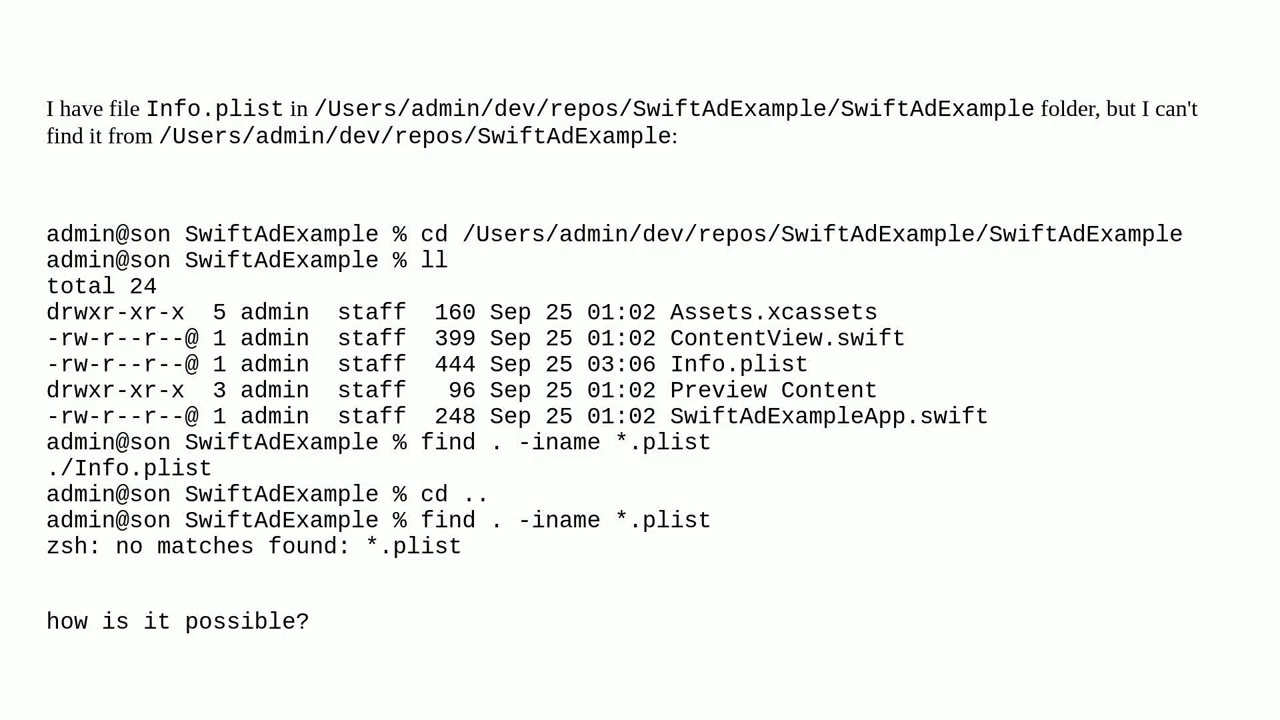 I have file Info.plist in /Users/admin/dev/repos/SwiftAdExample/SwiftAdExample folder, but I can't
find it from /Users/admin/dev/repos/SwiftAdExample:
admin@son SwiftAdExample % cd /Users/admin/dev/repos/SwiftAdExample/SwiftAdExample
admin@son SwiftAdExample % ll
total 24
drwxr-xr-x  5 admin  staff  160 Sep 25 01:02 Assets.xcassets
-rw-r--r--@ 1 admin  staff  399 Sep 25 01:02 ContentView.swift
-rw-r--r--@ 1 admin  staff  444 Sep 25 03:06 Info.plist
drwxr-xr-x  3 admin  staff   96 Sep 25 01:02 Preview Content
-rw-r--r--@ 1 admin  staff  248 Sep 25 01:02 SwiftAdExampleApp.swift
admin@son SwiftAdExample % find . -iname *.plist
./Info.plist
admin@son SwiftAdExample % cd ..
admin@son SwiftAdExample % find . -iname *.plist
zsh: no matches found: *.plist
how is it possible?